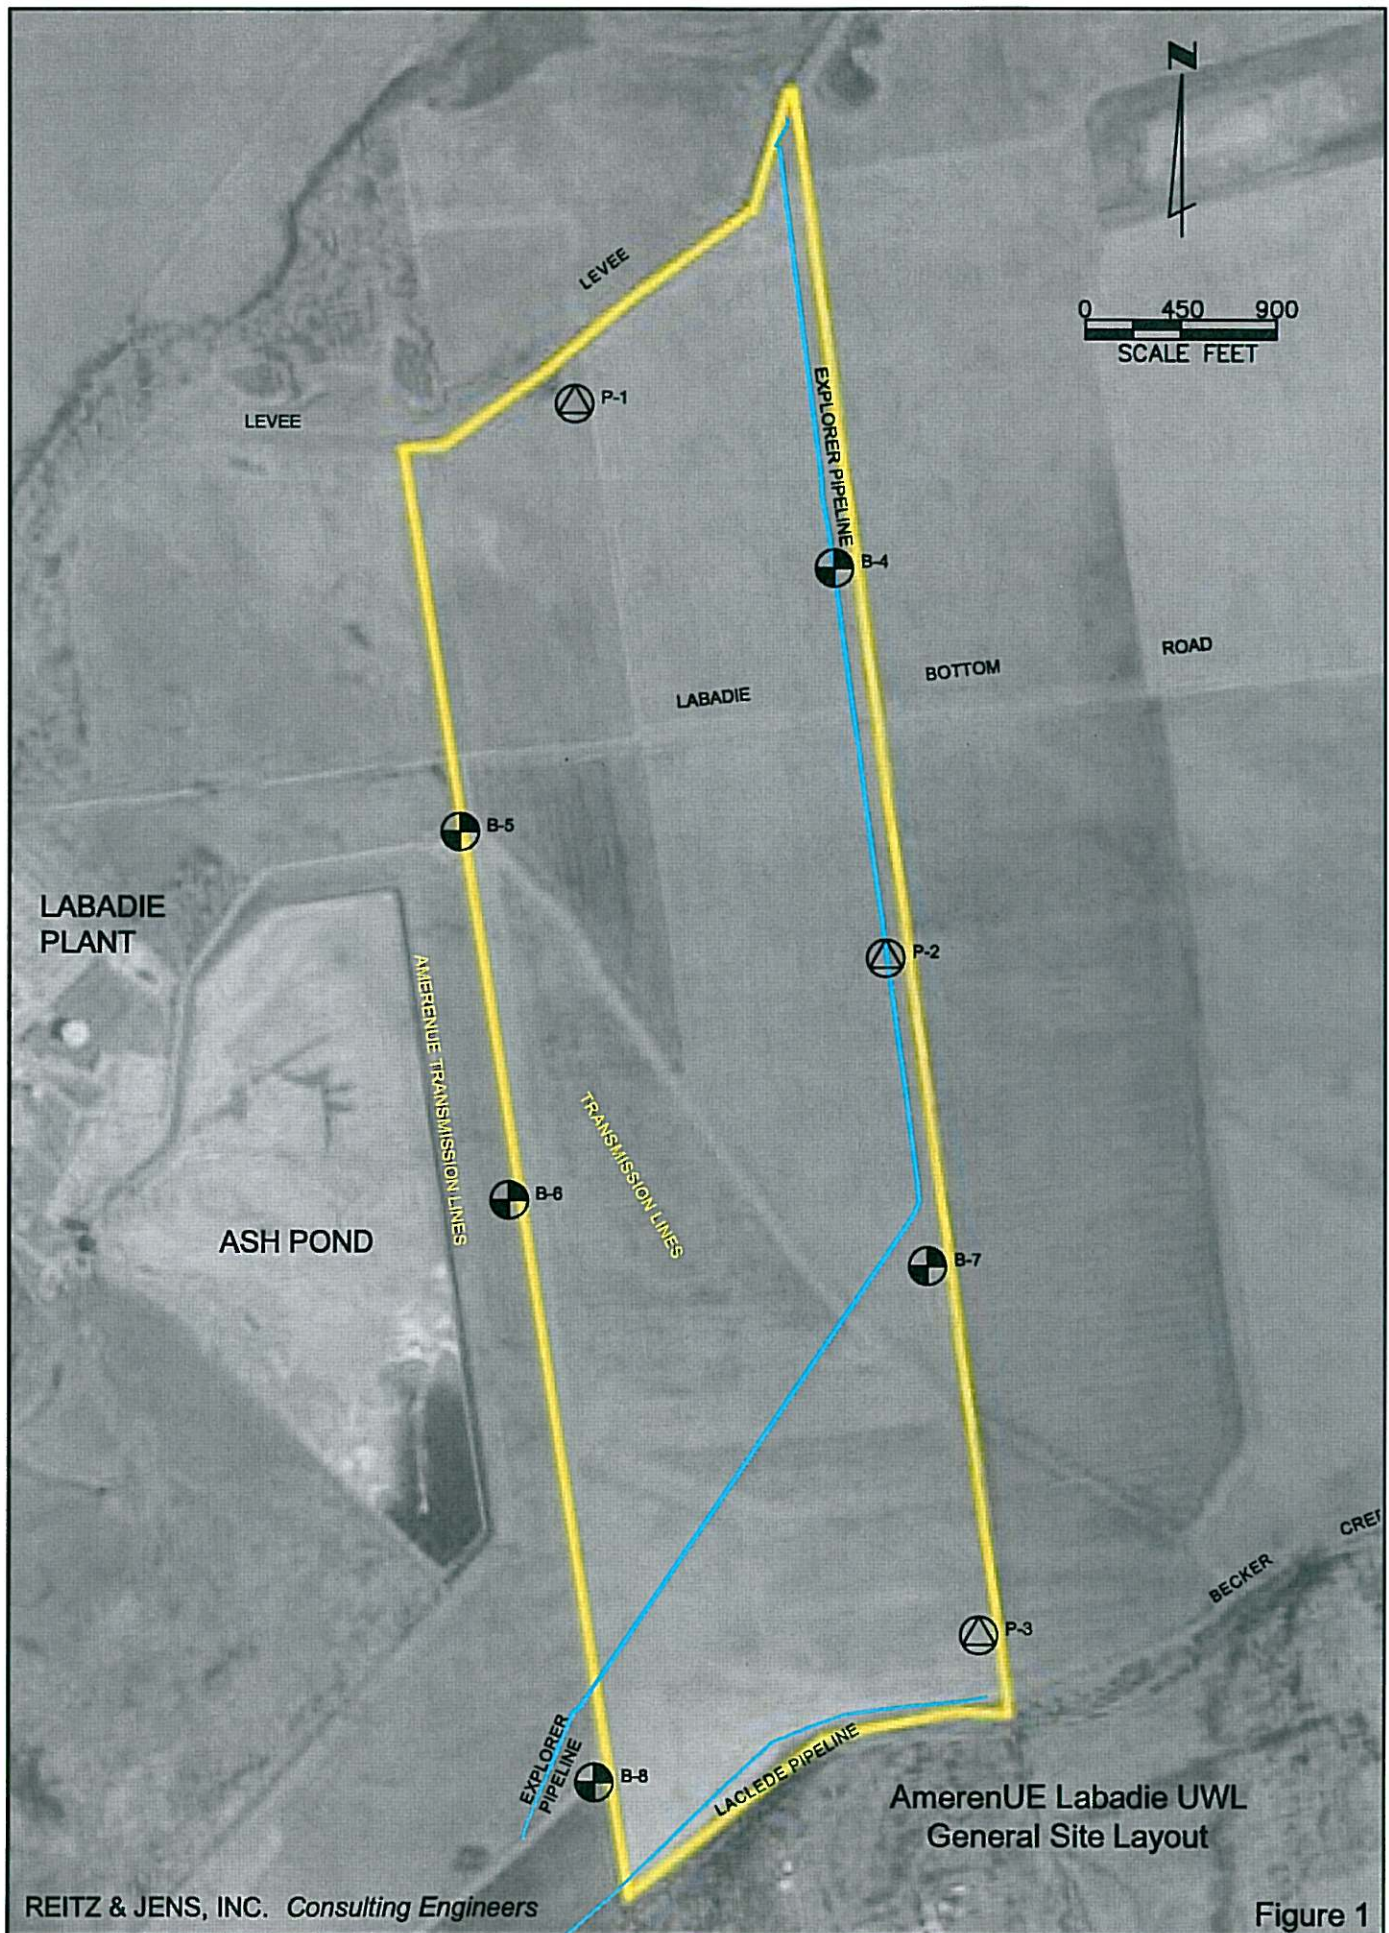 N
0 450 900
SCALE FEET
LEVEE
EXPLORER PIPELINE
P-1
LEVEE
B-4
ROAD
BOTTOM
LABADIE
B-5
LABADIE
PLANT
P-2
AMERENUE TRANSMISSION LINES
TRANSMISSION LINES
B-6
ASH POND
B-7
CREE
BECKER
P-3
EXPLORER
PIPELINE
B-8
LACLEDE PIPELINE
AmerenUE Labadie UWL
General Site Layout
REITZ & JENS, INC. Consulting Engineers
Figure 1